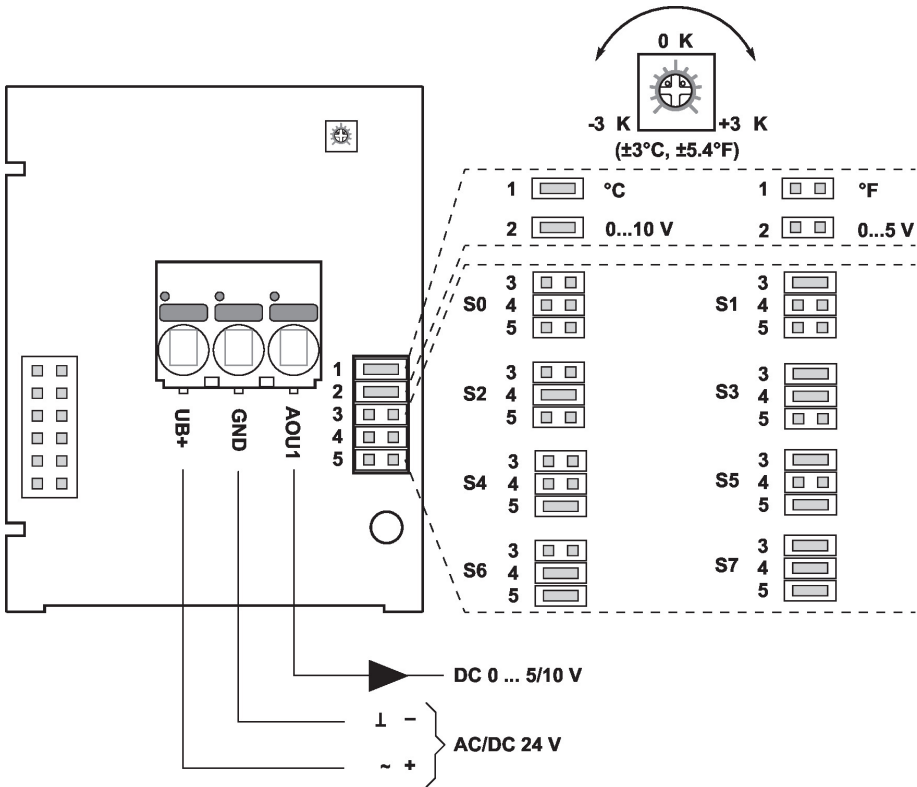 0 K
-3 K
+3 K
(±3°C, ±5.4°F)
1
°C
1
°F
2
0...10 V
2
0...5 V
S0
3
4
5
S1
3
4
5
S2
3
4
5
S3
3
4
5
S4
3
4
5
S5
3
4
5
S6
3
4
5
S7
3
4
5
1
2
3
4
5
UB+
GND
AOU1
DC 0 ... 5/10 V
⊥ −
~ +
AC/DC 24 V